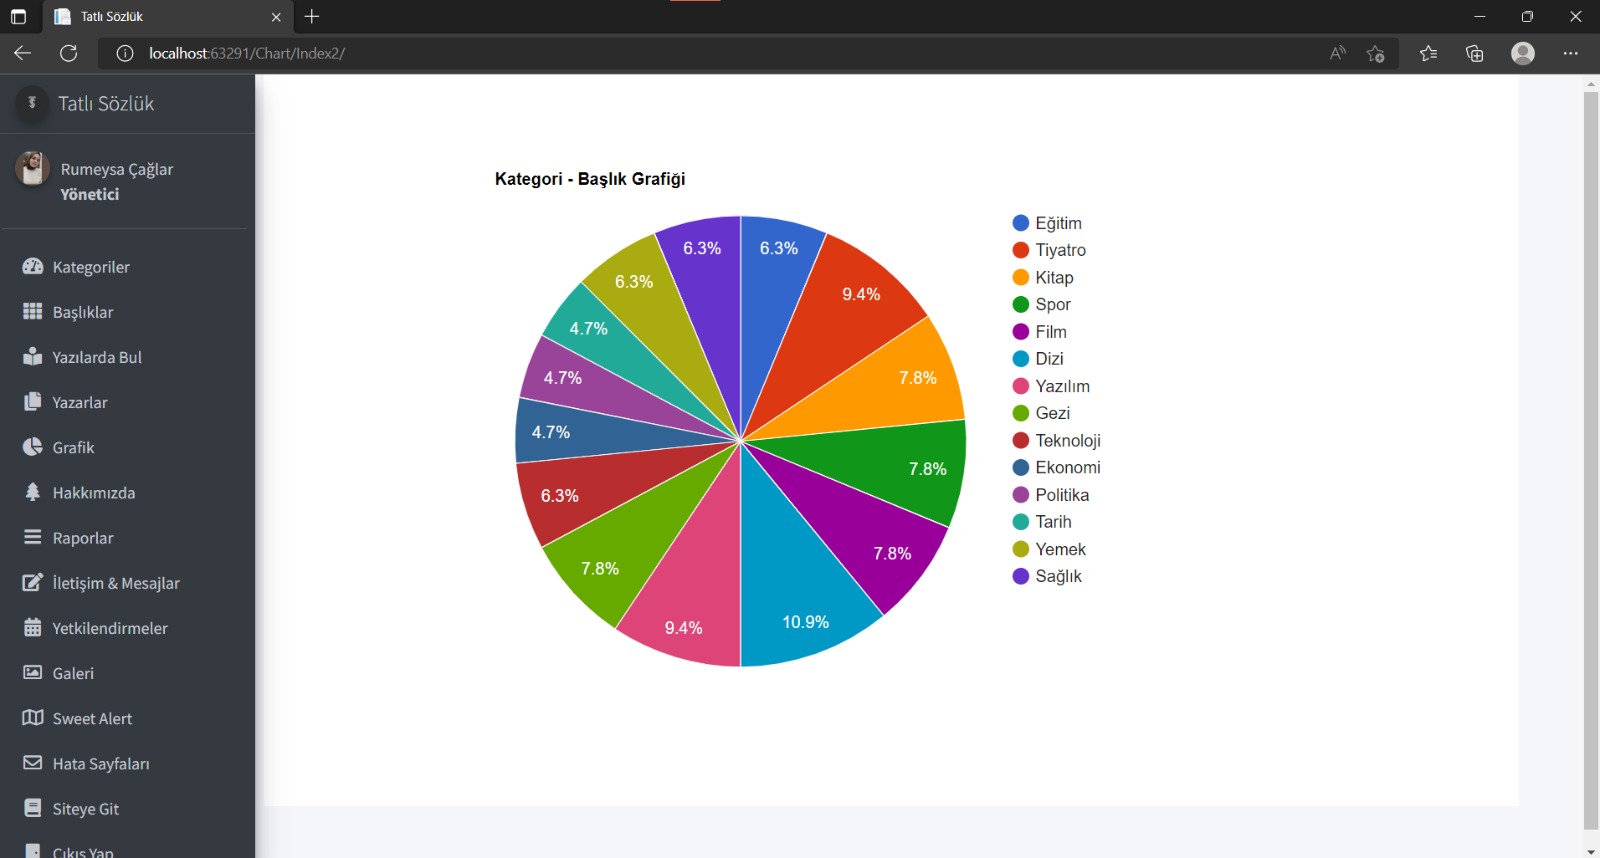 Tatlı Sözlük
localhost:63291/Chart/Index2/
Tatlı Sözlük
Rumeysa Çağlar
Yönetici
Kategoriler
Başlıklar
Yazılarda Bul
Yazarlar
Grafik
Hakkımızda
Raporlar
İletişim & Mesajlar
Yetkilendirmeler
Galeri
Sweet Alert
Hata Sayfaları
Siteye Git
Çıkış Yap
Kategori - Başlık Grafiği
6.3%
9.4%
7.8%
7.8%
7.8%
10.9%
9.4%
7.8%
6.3%
4.7%
4.7%
4.7%
6.3%
6.3%
Eğitim
Tiyatro
Kitap
Spor
Film
Dizi
Yazılım
Gezi
Teknoloji
Ekonomi
Politika
Tarih
Yemek
Sağlık